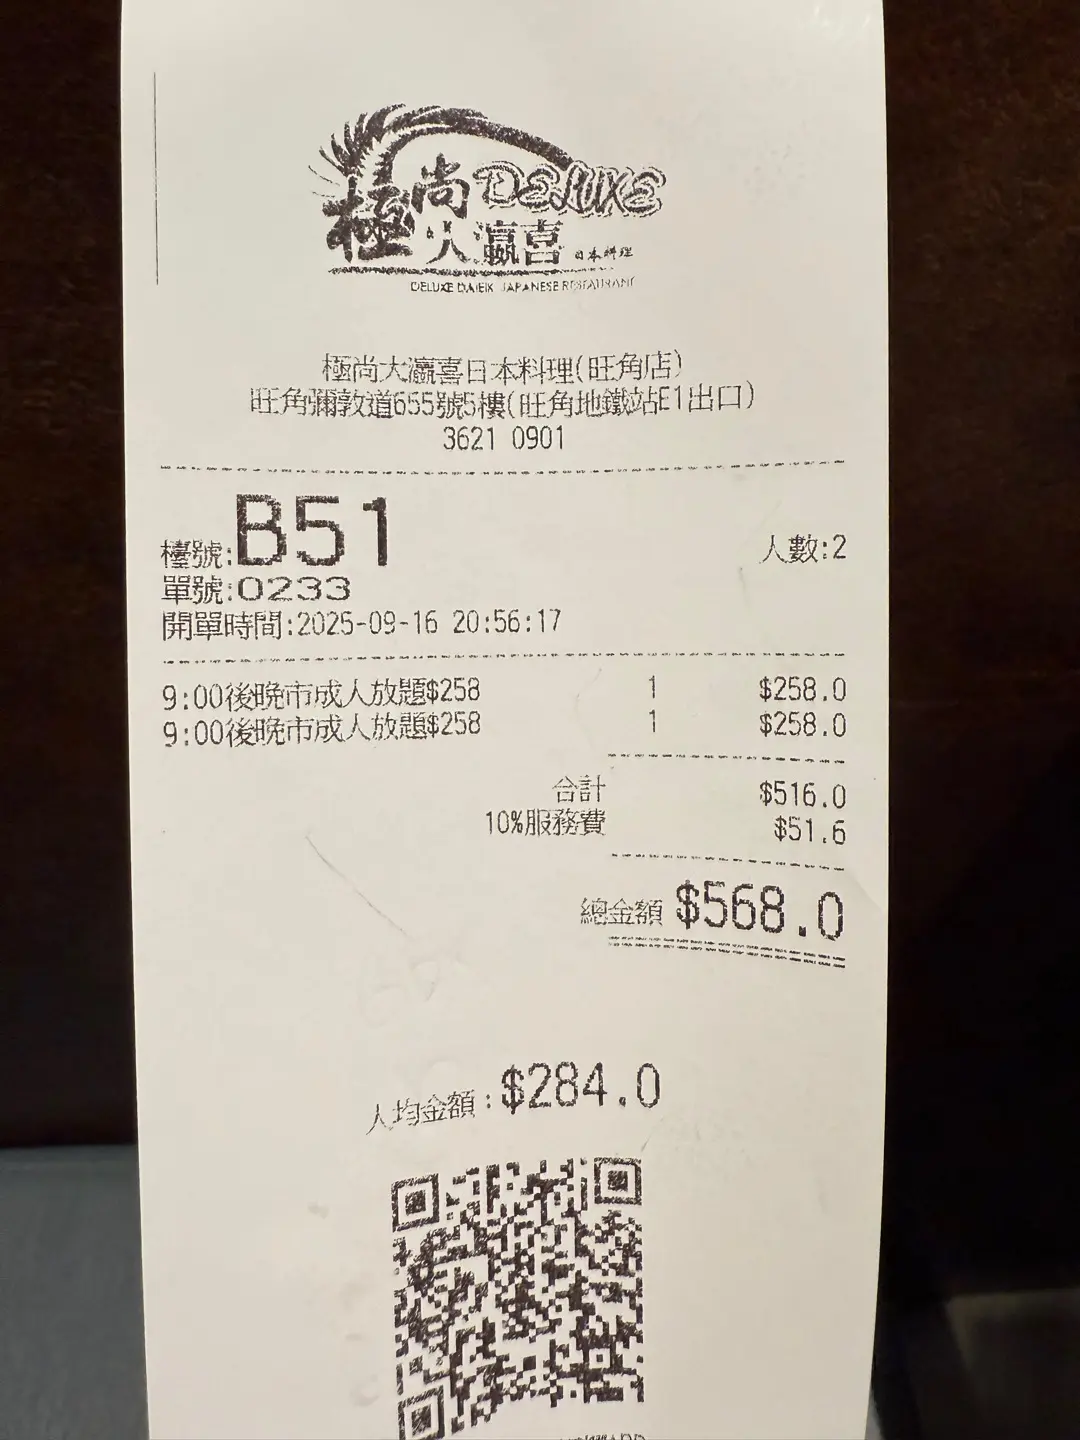 極尚 DELUXE
大瀛喜 日本料理
DELUXE DAIEIK JAPANESE RESTAURANT
極尚大瀛喜日本料理(旺角店)
旺角彌敦道655號5樓(旺角地鐵站E1出口)
3621 0901
檯號:B51 人數:2
單號:0233
開單時間:2025-09-16 20:56:17
9:00後晚市成人放題$258 1 $258.0
9:00後晚市成人放題$258 1 $258.0
合計 $516.0
10%服務費 $51.6
總金額 $568.0
人均金額:$284.0